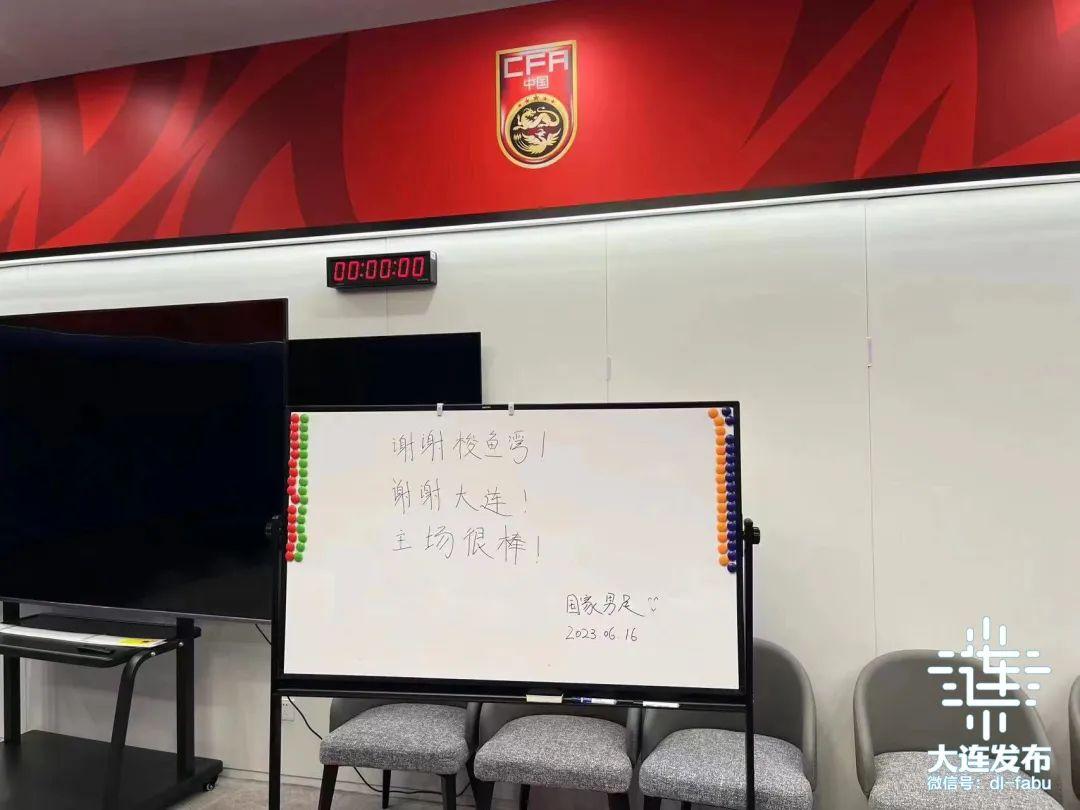 CFA
中国
00:00:00
谢谢梭鱼湾！
谢谢大连！
主场很棒！
国家男足
2023.06.16
连
大连发布
微信号：dl-fabu